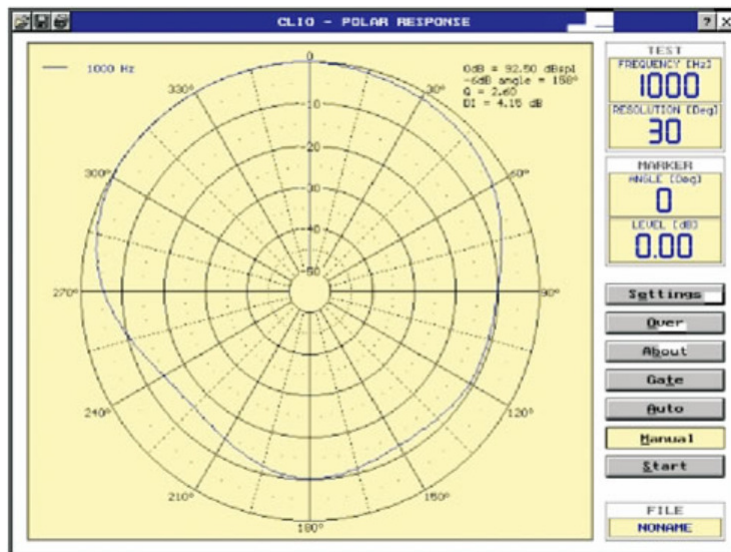 CLIO - POLAR RESPONSE
? X
1000 Hz
0dB = 92.50 dBspl
-6dB angle = 158°
Q = 2.60
DI = 4.15 dB
0
-10
-20
-30
-40
-50
30°
60°
90°
120°
150°
180°
210°
240°
270°
300°
330°
TEST
FREQUENCY [Hz]
1000
RESOLUTION [Deg]
30
MARKER
ANGLE [Deg]
0
LEVEL [dB]
0.00
Settings
Over
About
Gate
Auto
Manual
Start
FILE
NONAME